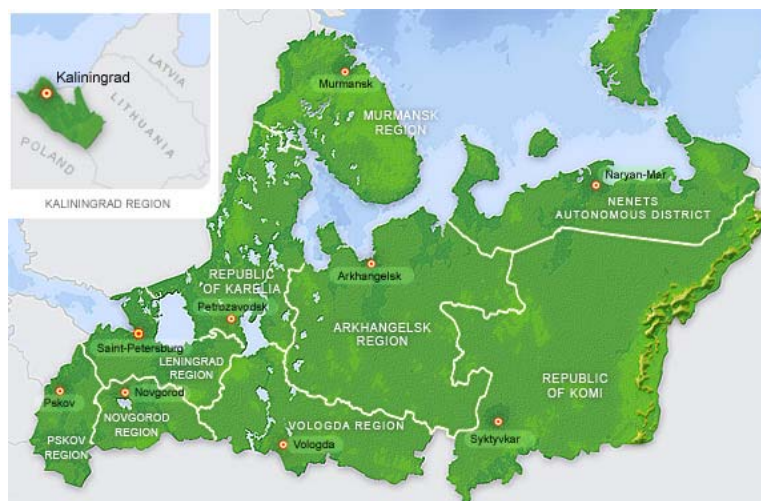 Kaliningrad
LATVIA
LITHUANIA
POLAND
KALININGRAD REGION
Murmansk
MURMANSK
REGION
Naryan-Mar
NENETS
AUTONOMOUS DISTRICT
REPUBLIC
OF KARELIA
Arkhangelsk
Petrozavodsk
ARKHANGELSK
REGION
Saint-Petersburg
LENINGRAD
REGION
REPUBLIC
OF KOMI
Pskov
Novgorod
NOVGOROD
REGION
VOLOGDA REGION
Syktyvkar
PSKOV
REGION
Vologda